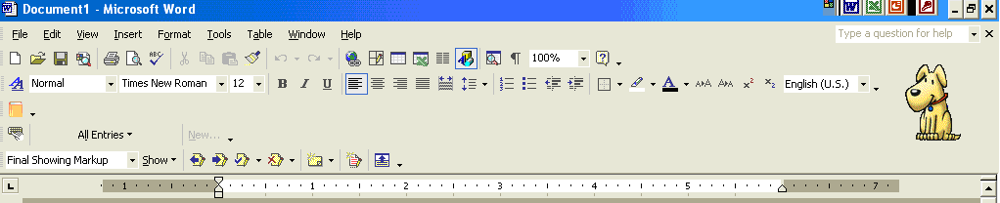 Document1 - Microsoft Word
File Edit View Insert Format Tools Table Window Help Type a question for help
ABC 100%
Normal Times New Roman 12 B I U A English (U.S.)
All Entries New...
Final Showing Markup Show
1 1 2 3 4 5 7